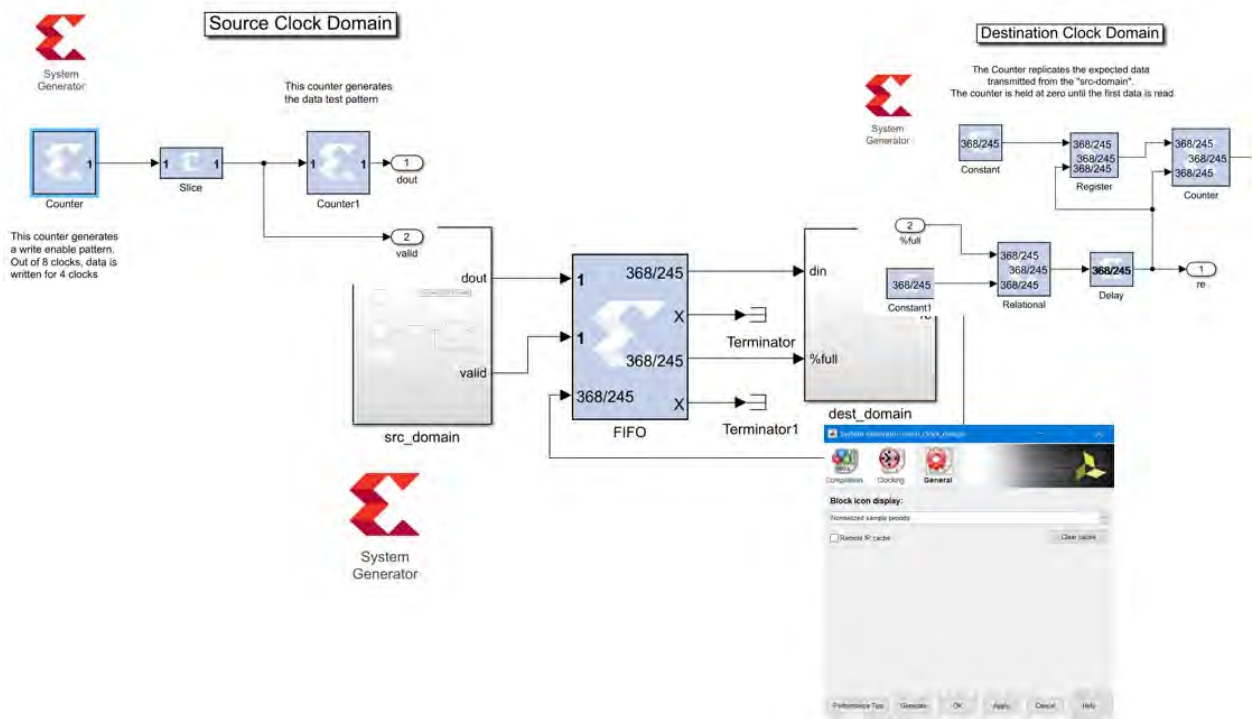 Source Clock Domain
System
Generator
This counter generates
the data test pattern
1
Counter
1
1
Slice
1
Counter1
1
dout
2
valid
This counter generates
a write enable pattern.
Out of 8 clocks, data is
written for 4 clocks
dout
valid
src_domain
1
1
368/245
368/245
X
368/245
X
FIFO
Terminator
Terminator1
din
%full
dest_domain
System
Generator
Destination Clock Domain
The Counter replicates the expected data
transmitted from the "src-domain".
The counter is held at zero until the first data is read
System
Generator
368/245
Constant
368/245
368/245
368/245
Register
368/245
368/245
368/245
Counter
2
%full
368/245
Constant1
368/245
368/245
368/245
Relational
368/245
Delay
1
re
Compilation
Clocking
General
Block icon display:
Normalized sample periods
Remote IP cache
Clear cache
Performance Tips
Generate
OK
Apply
Cancel
Help